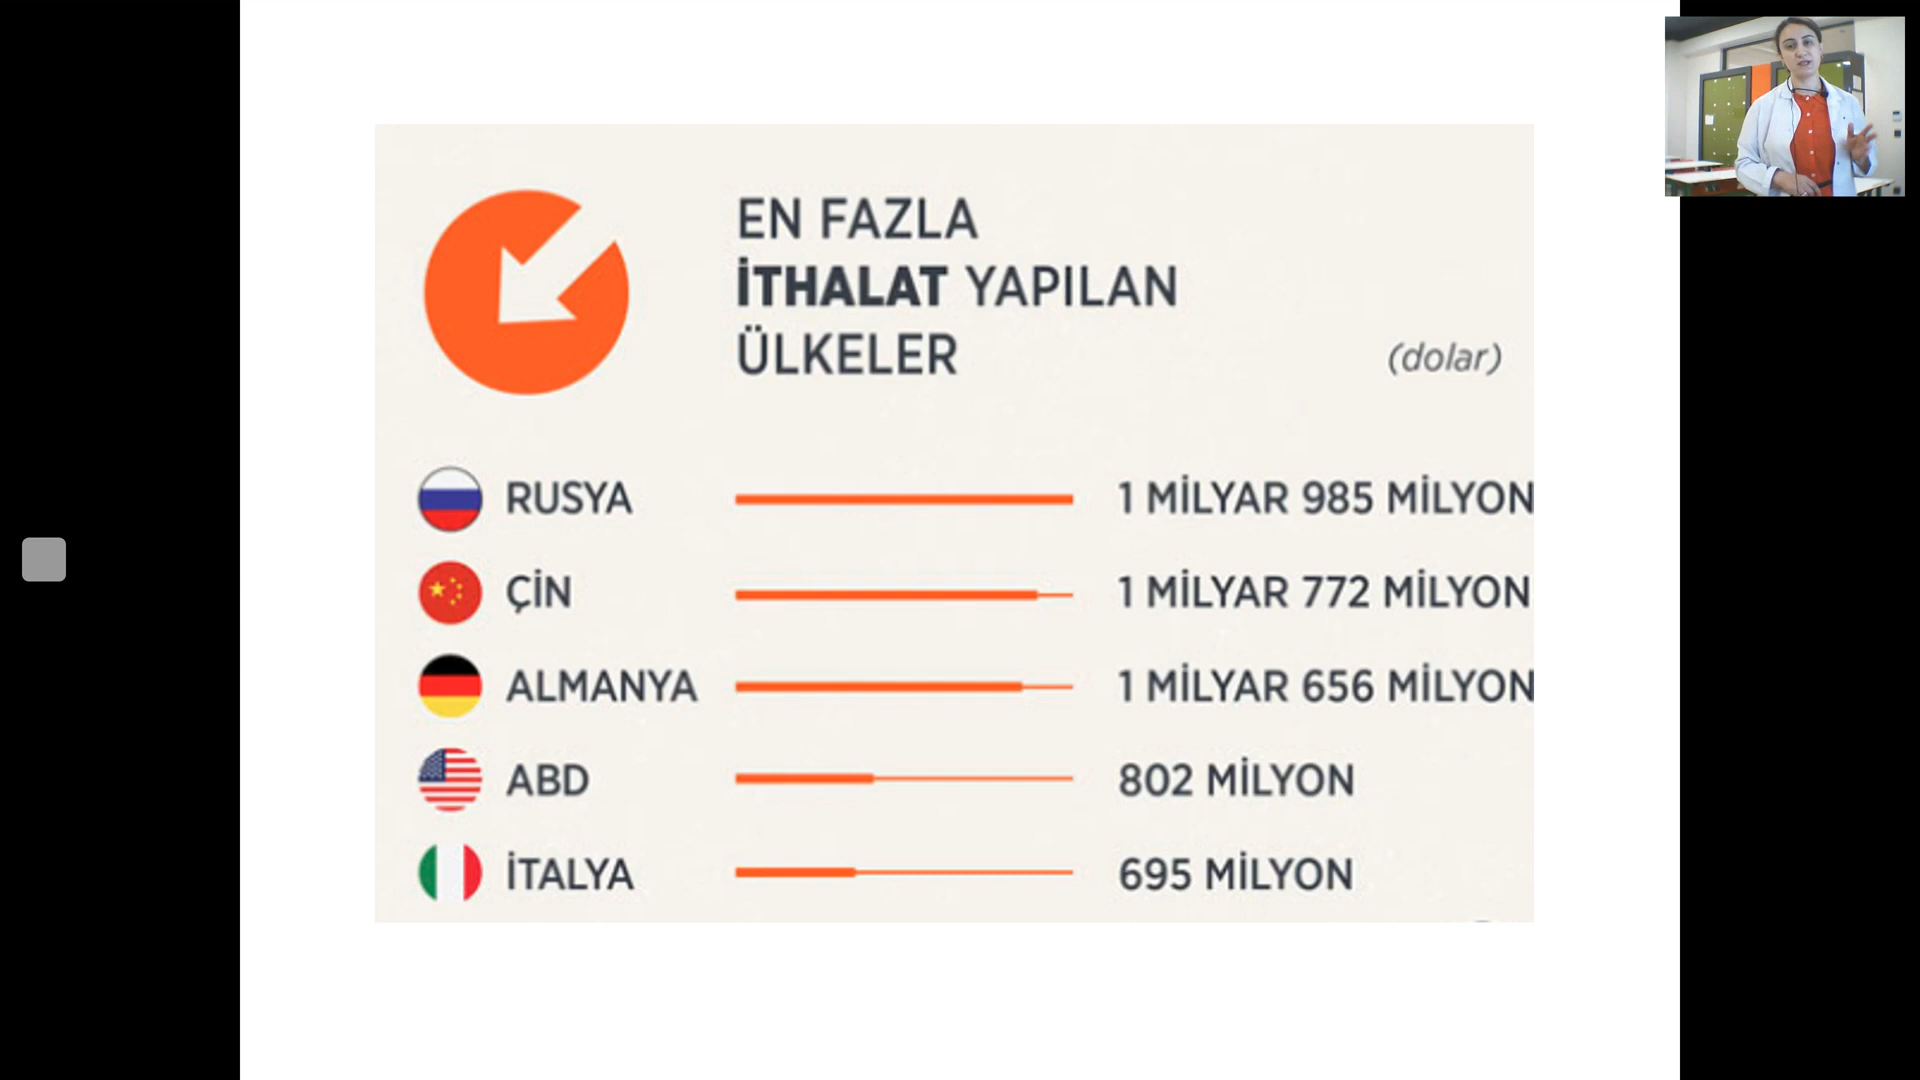 EN FAZLA
İTHALAT YAPILAN
ÜLKELER
(dolar)
RUSYA 1 MİLYAR 985 MİLYON
ÇİN 1 MİLYAR 772 MİLYON
ALMANYA 1 MİLYAR 656 MİLYON
ABD 802 MİLYON
İTALYA 695 MİLYON